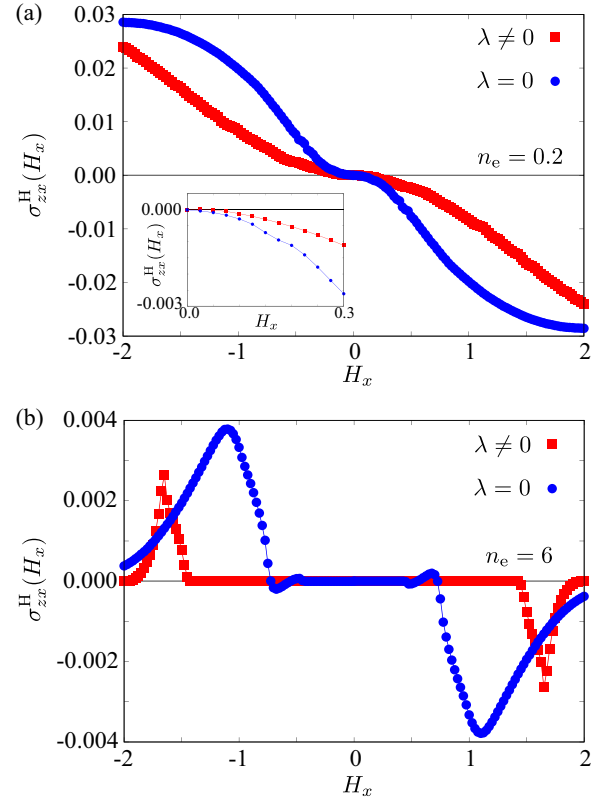 (a)
0.03
0.02
0.01
0.00
-0.01
-0.02
-0.03
σ^H_zx(H_x)
λ ≠ 0
λ = 0
n_e = 0.2
0.000
-0.003
σ^H_zx(H_x)
0.0
0.3
H_x
-2
-1
0
1
2
H_x
(b)
0.004
0.002
0.000
-0.002
-0.004
σ^H_zx(H_x)
λ ≠ 0
λ = 0
n_e = 6
-2
-1
0
1
2
H_x